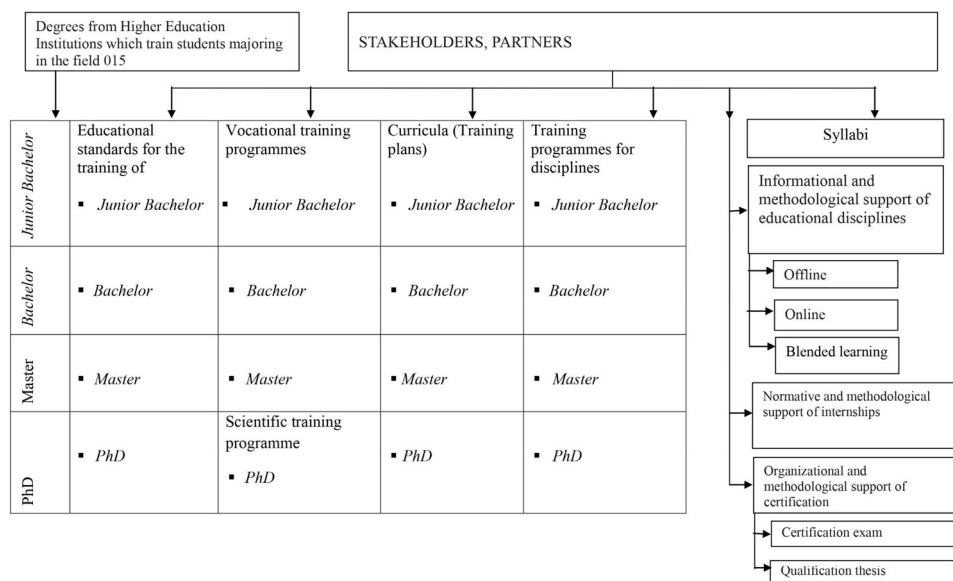 Degrees from Higher Education
Institutions which train students majoring
in the field 015
STAKEHOLDERS, PARTNERS
Junior Bachelor
Educational
standards for the
training of
▪ Junior Bachelor
Vocational training
programmes
▪ Junior Bachelor
Curricula (Training
plans)
▪ Junior Bachelor
Training
programmes for
disciplines
▪ Junior Bachelor
Bachelor
▪ Bachelor
▪ Bachelor
▪ Bachelor
▪ Bachelor
Master
▪ Master
▪ Master
▪ Master
▪ Master
PhD
▪ PhD
Scientific training
programme
▪ PhD
▪ PhD
▪ PhD
Syllabi
Informational and
methodological support of
educational disciplines
Offline
Online
Blended learning
Normative and methodological
support of internships
Organizational and
methodological support of
certification
Certification exam
Qualification thesis